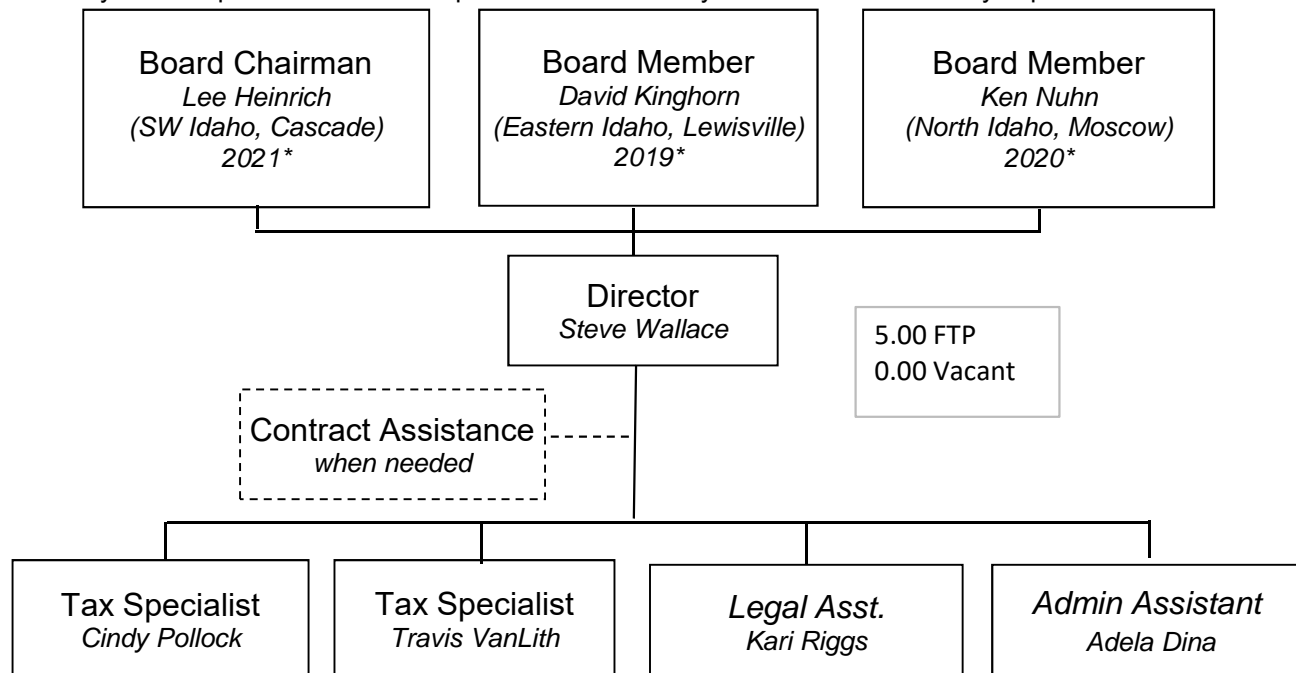 Board Chairman
Lee Heinrich
(SW Idaho, Cascade)
2021*
Board Member
David Kinghorn
(Eastern Idaho, Lewisville)
2019*
Board Member
Ken Nuhn
(North Idaho, Moscow)
2020*
Director
Steve Wallace
5.00 FTP
0.00 Vacant
Contract Assistance
when needed
Tax Specialist
Cindy Pollock
Tax Specialist
Travis VanLith
Legal Asst.
Kari Riggs
Admin Assistant
Adela Dina